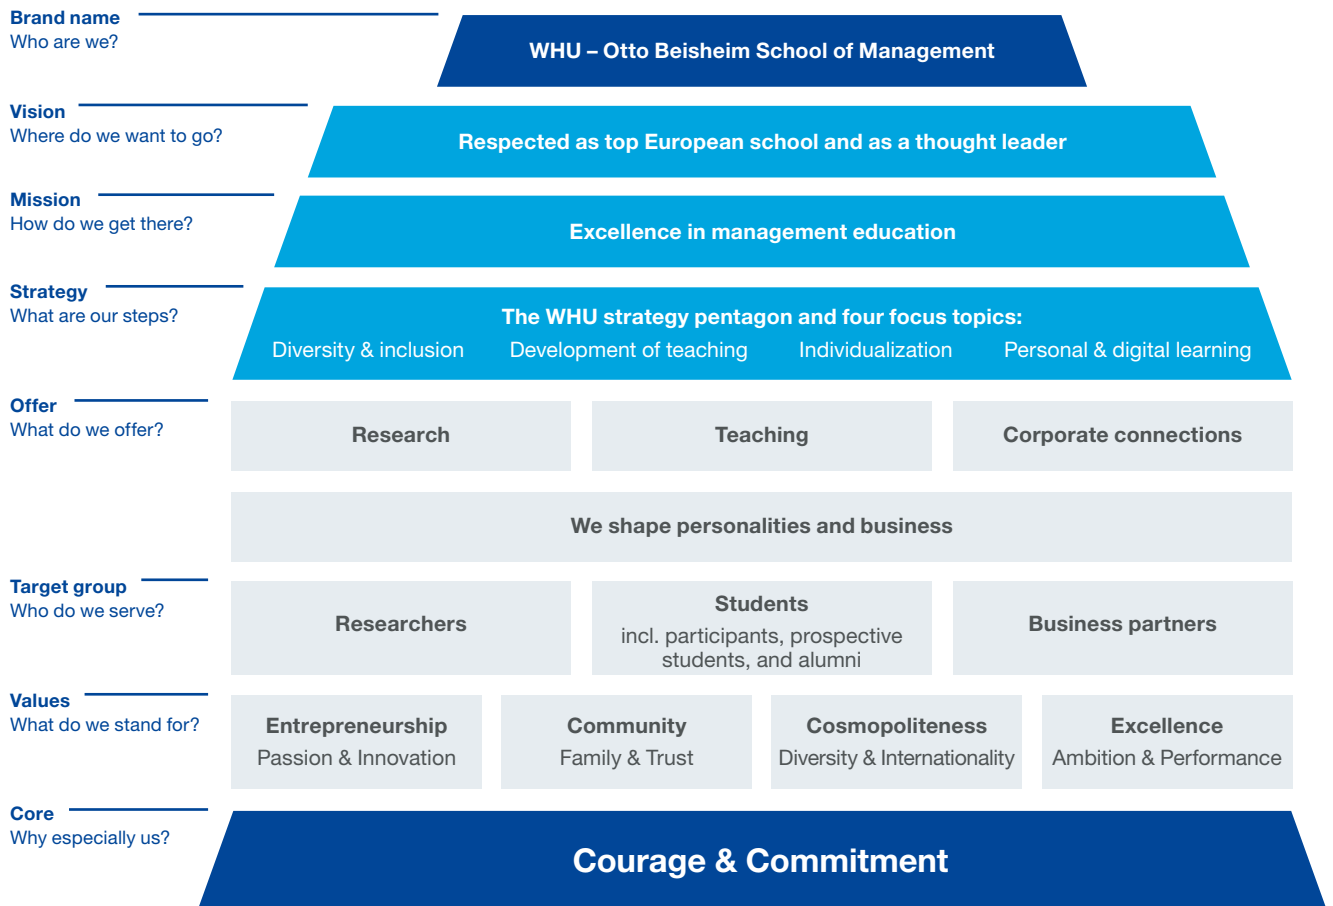 Brand name
Who are we?
WHU – Otto Beisheim School of Management
Vision
Where do we want to go?
Respected as top European school and as a thought leader
Mission
How do we get there?
Excellence in management education
Strategy
What are our steps?
The WHU strategy pentagon and four focus topics:
Diversity & inclusion Development of teaching Individualization Personal & digital learning
Offer
What do we offer?
Research Teaching Corporate connections
We shape personalities and business
Target group
Who do we serve?
Researchers
Students
incl. participants, prospective
students, and alumni
Business partners
Values
What do we stand for?
Entrepreneurship
Passion & Innovation
Community
Family & Trust
Cosmopoliteness
Diversity & Internationality
Excellence
Ambition & Performance
Core
Why especially us?
Courage & Commitment